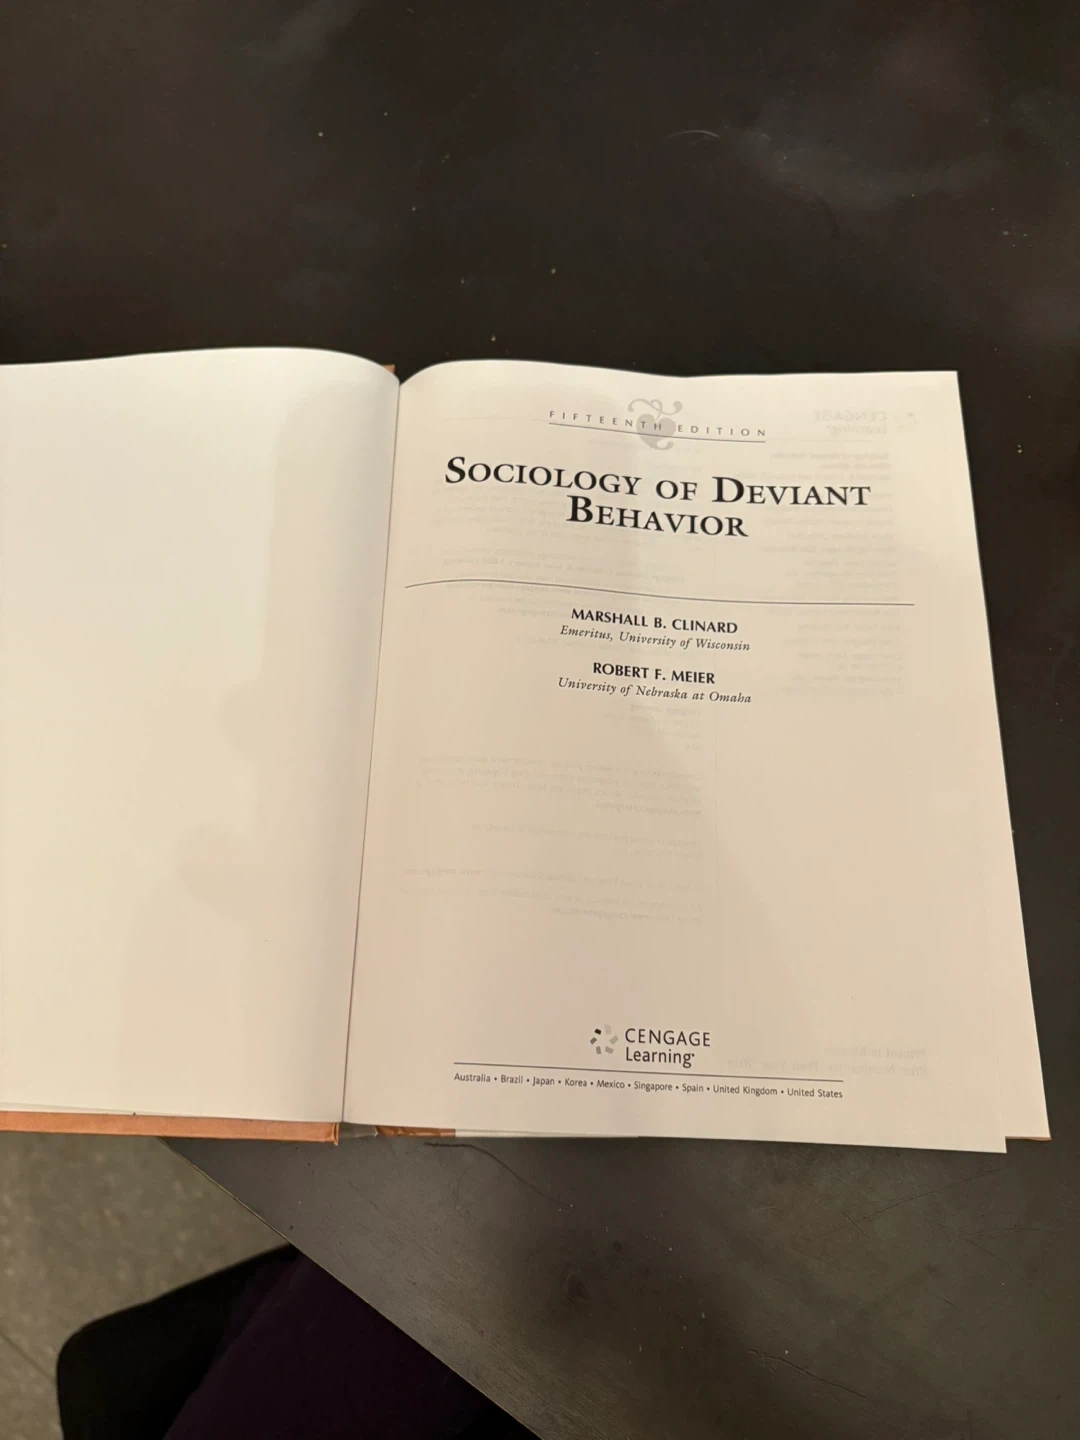 FIFTEENTH EDITION
SOCIOLOGY OF DEVIANT
BEHAVIOR
MARSHALL B. CLINARD
Emeritus, University of Wisconsin
ROBERT F. MEIER
University of Nebraska at Omaha
CENGAGE
Learning
Australia • Brazil • Japan • Korea • Mexico • Singapore • Spain • United Kingdom • United States